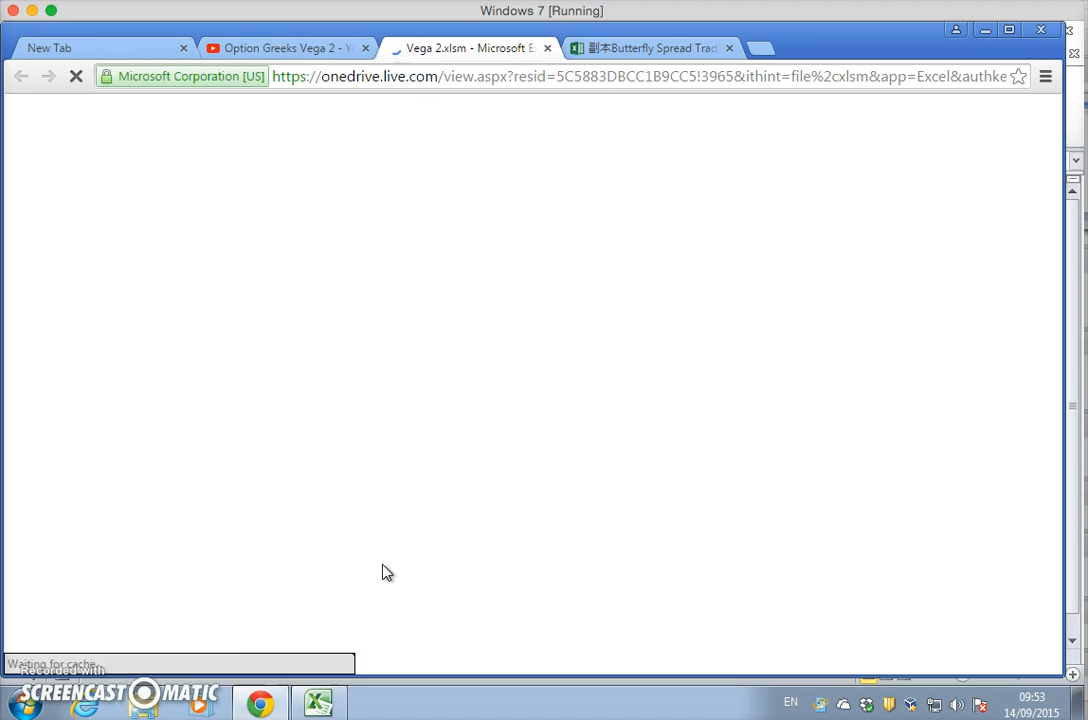 Windows 7 [Running]
New Tab
Option Greeks Vega 2 - Y
Vega 2.xlsm - Microsoft E
副本Butterfly Spread Trad
Microsoft Corporation [US]
https://onedrive.live.com/view.aspx?resid=5C5883DBCC1B9CC5!3965&ithint=file%2cxlsm&app=Excel&authke
Waiting for cache...
Recorded with
SCREENCAST-O-MATIC
EN
09:53
14/09/2015